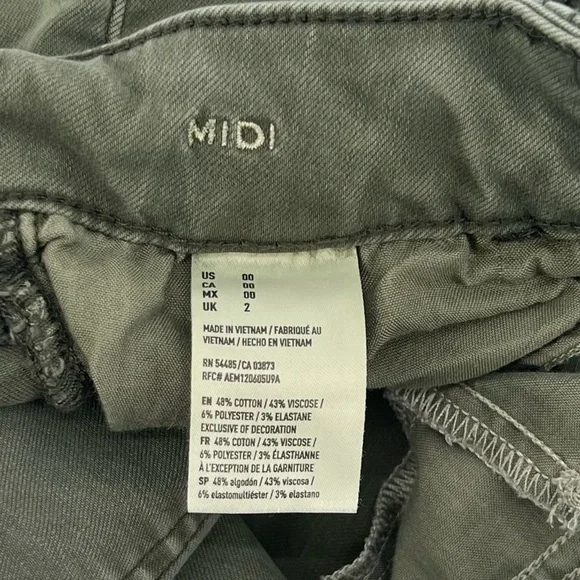 MIDI
US 00
CA 00
MX 00
UK 2
MADE IN VIETNAM / FABRIQUÉ AU
VIETNAM / HECHO EN VIETNAM
RN 54485/CA 03873
RFC# AEM120605U9A
EN 48% COTTON / 43% VISCOSE /
6% POLYESTER / 3% ELASTANE
EXCLUSIVE OF DECORATION
FR 48% COTON / 43% VISCOSE /
6% POLYESTER / 3% ÉLASTHANNE
À L'EXCEPTION DE LA GARNITURE
SP 48% algodón / 43% viscosa /
6% elastomultiéster / 3% elastano